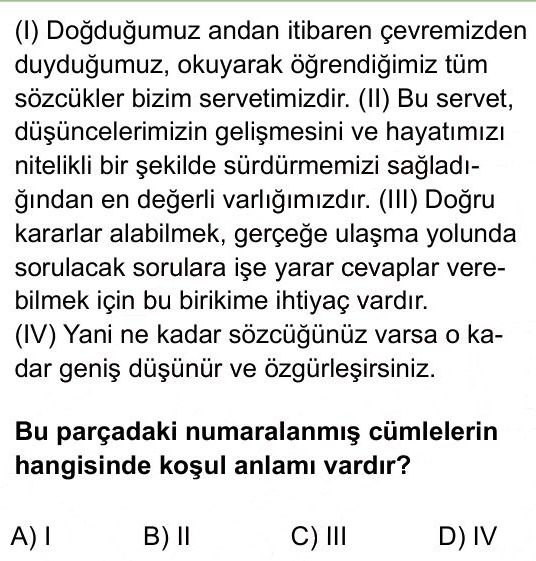 (I) Doğduğumuz andan itibaren çevremizden
duyduğumuz, okuyarak öğrendiğimiz tüm
sözcükler bizim servetimizdir. (II) Bu servet,
düşüncelerimizin gelişmesini ve hayatımızı
nitelikli bir şekilde sürdürmemizi sağladı-
ğından en değerli varlığımızdır. (III) Doğru
kararlar alabilmek, gerçeğe ulaşma yolunda
sorulacak sorulara işe yarar cevaplar vere-
bilmek için bu birikime ihtiyaç vardır.
(IV) Yani ne kadar sözcüğünüz varsa o ka-
dar geniş düşünür ve özgürleşirsiniz.
Bu parçadaki numaralanmış cümlelerin
hangisinde koşul anlamı vardır?
A) I B) II C) III D) IV